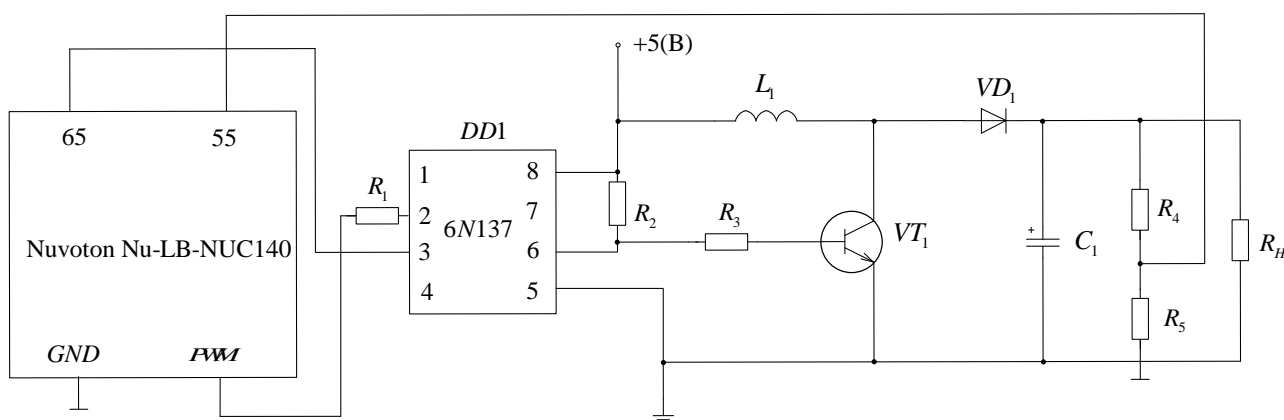 +5(В)
L₁
VD₁
65
55
DD1
1
8
R₁
2
7
R₂
R₃
R₄
6N137
VT₁
Nuvoton Nu-LB-NUC140
3
6
C₁
R_H
4
5
R₅
GND
PWM